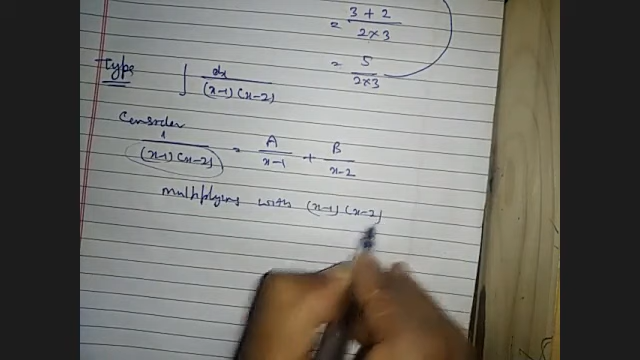 = 3 + 2 / 2×3
= 5 / 2×3
Type ∫ dx / (x-1)(x-2)
Consider
1 / (x-1)(x-2) = A / x-1 + B / x-2
multiplying with (x-1)(x-2)